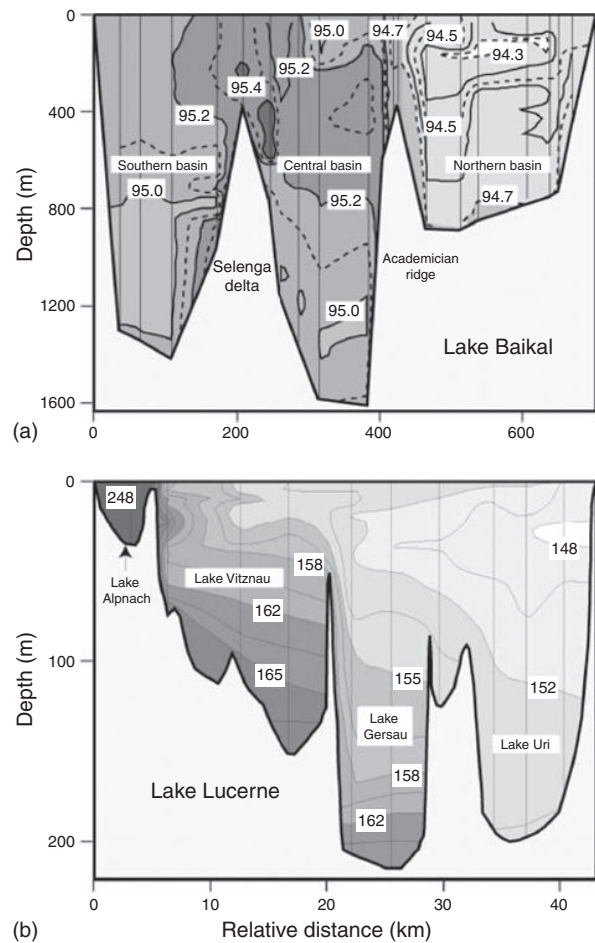 0
95.0
94.7
94.5
94.3
95.2
95.4
400
95.2
94.5
Southern basin
Central basin
Northern basin
95.0
95.2
94.7
800
Depth (m)
Selenga
delta
Academician
ridge
1200
95.0
Lake Baikal
1600
(a)
0
200
400
600
0
248
148
158
Lake Vitznau
Lake
Alpnach
162
100
165
155
152
Depth (m)
Lake
Gersau
Lake Uri
158
Lake Lucerne
162
200
(b)
0
10
20
30
40
Relative distance (km)